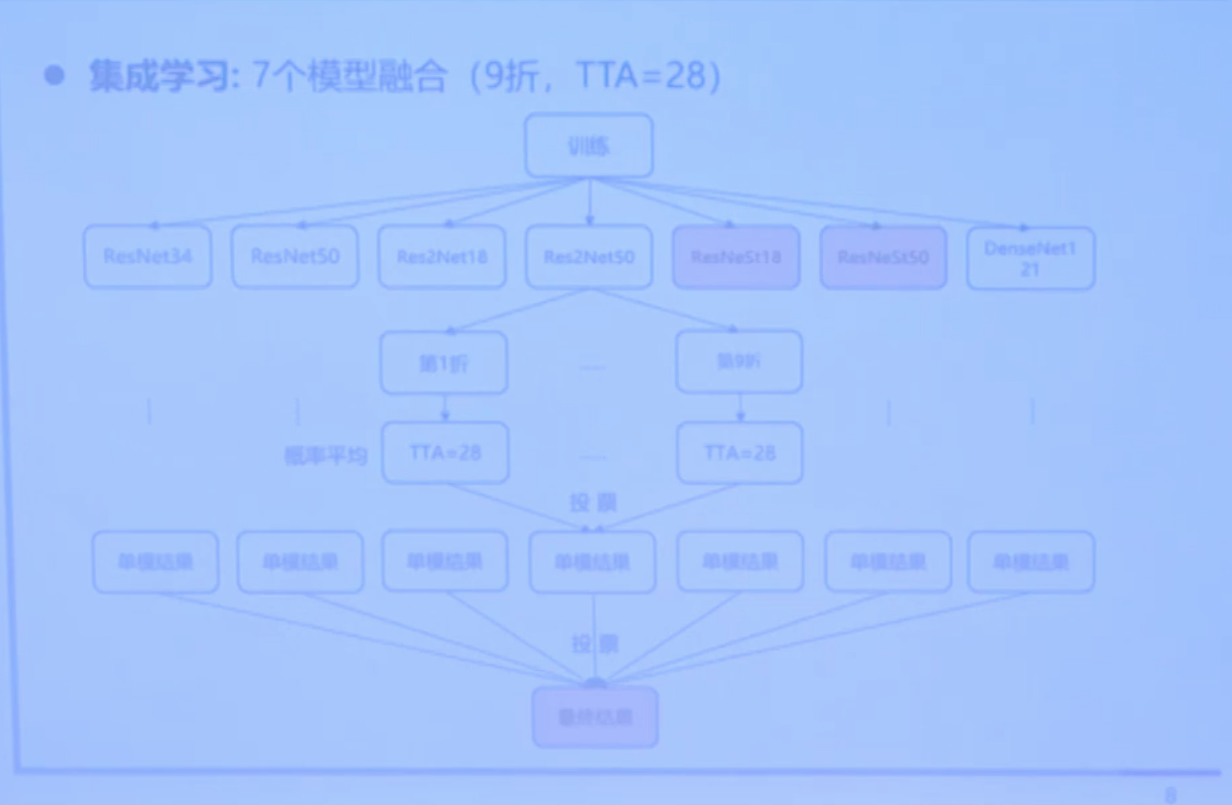 ● 集成学习: 7个模型融合（9折，TTA=28）
训练
ResNet34
ResNet50
Res2Net18
Res2Net50
ResNeSt18
ResNeSt50
DenseNet1
21
第1折
......
第9折
概率平均
TTA=28
......
TTA=28
投 票
单模结果
单模结果
单模结果
单模结果
单模结果
单模结果
单模结果
投 票
最终结果
8